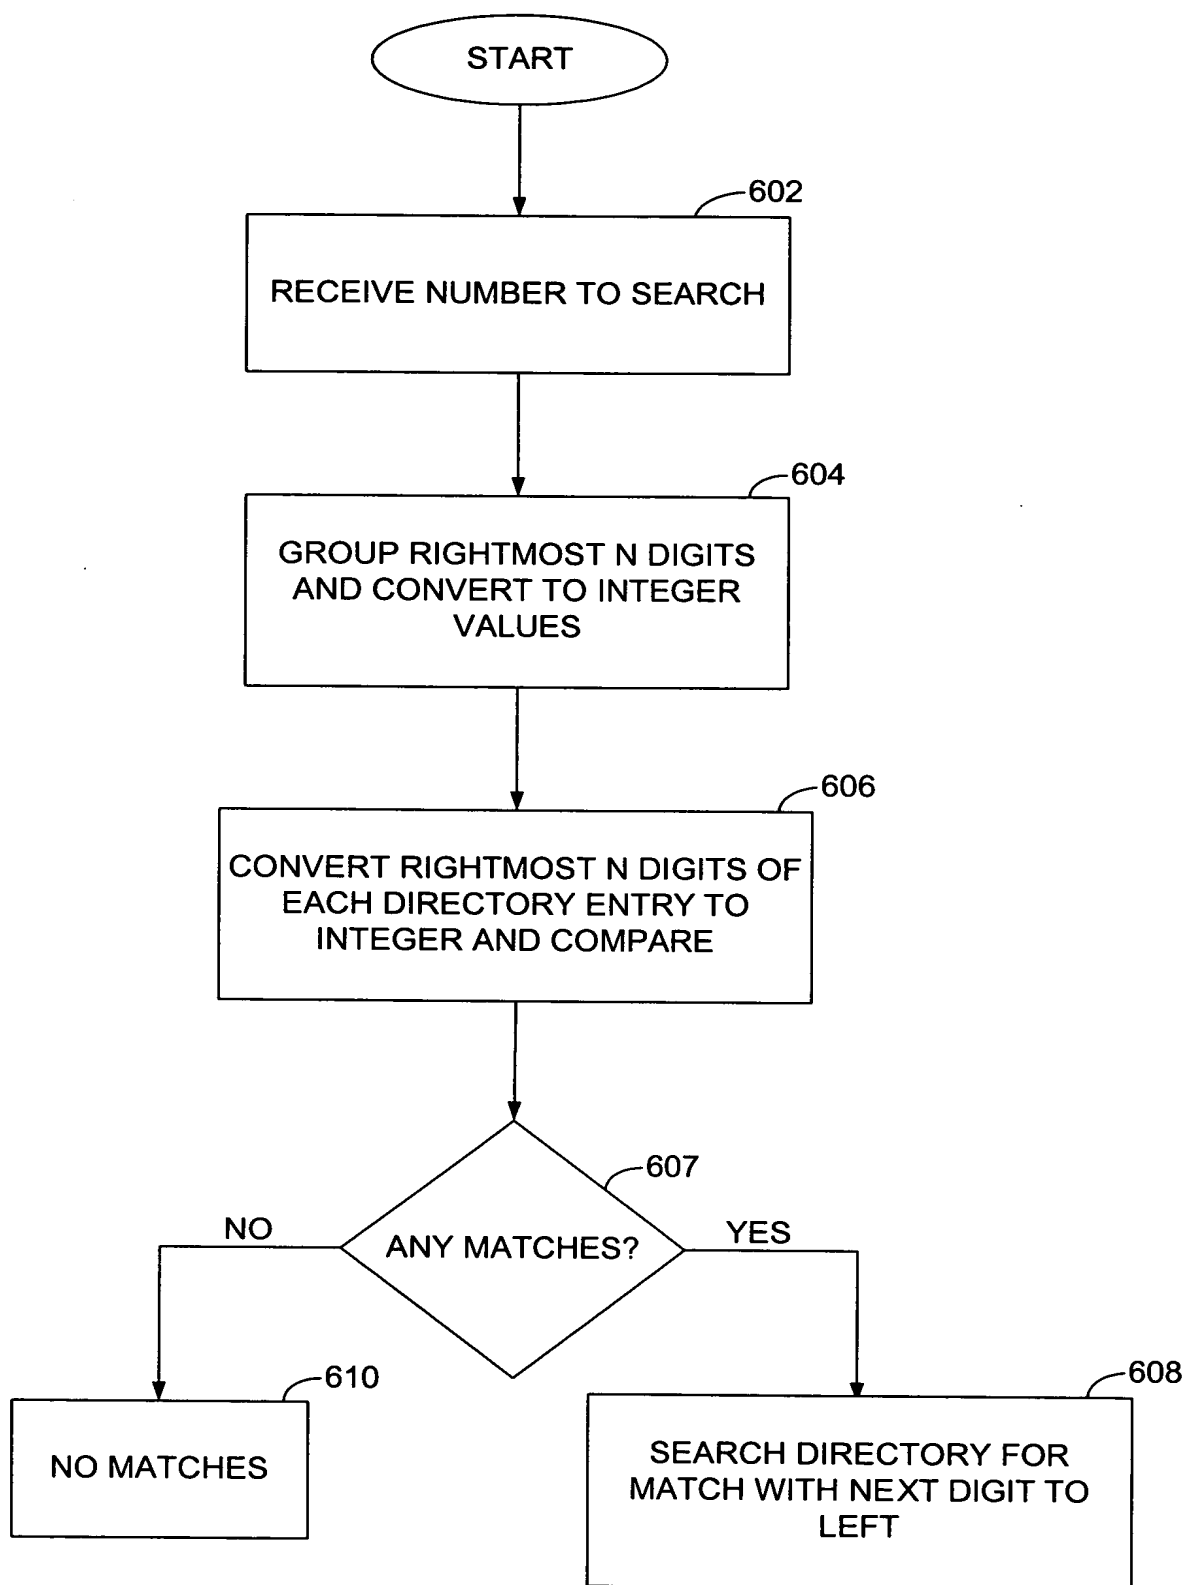 START
602
RECEIVE NUMBER TO SEARCH
604
GROUP RIGHTMOST N DIGITS
AND CONVERT TO INTEGER
VALUES
606
CONVERT RIGHTMOST N DIGITS OF
EACH DIRECTORY ENTRY TO
INTEGER AND COMPARE
607
ANY MATCHES?
NO
YES
610
NO MATCHES
608
SEARCH DIRECTORY FOR
MATCH WITH NEXT DIGIT TO
LEFT